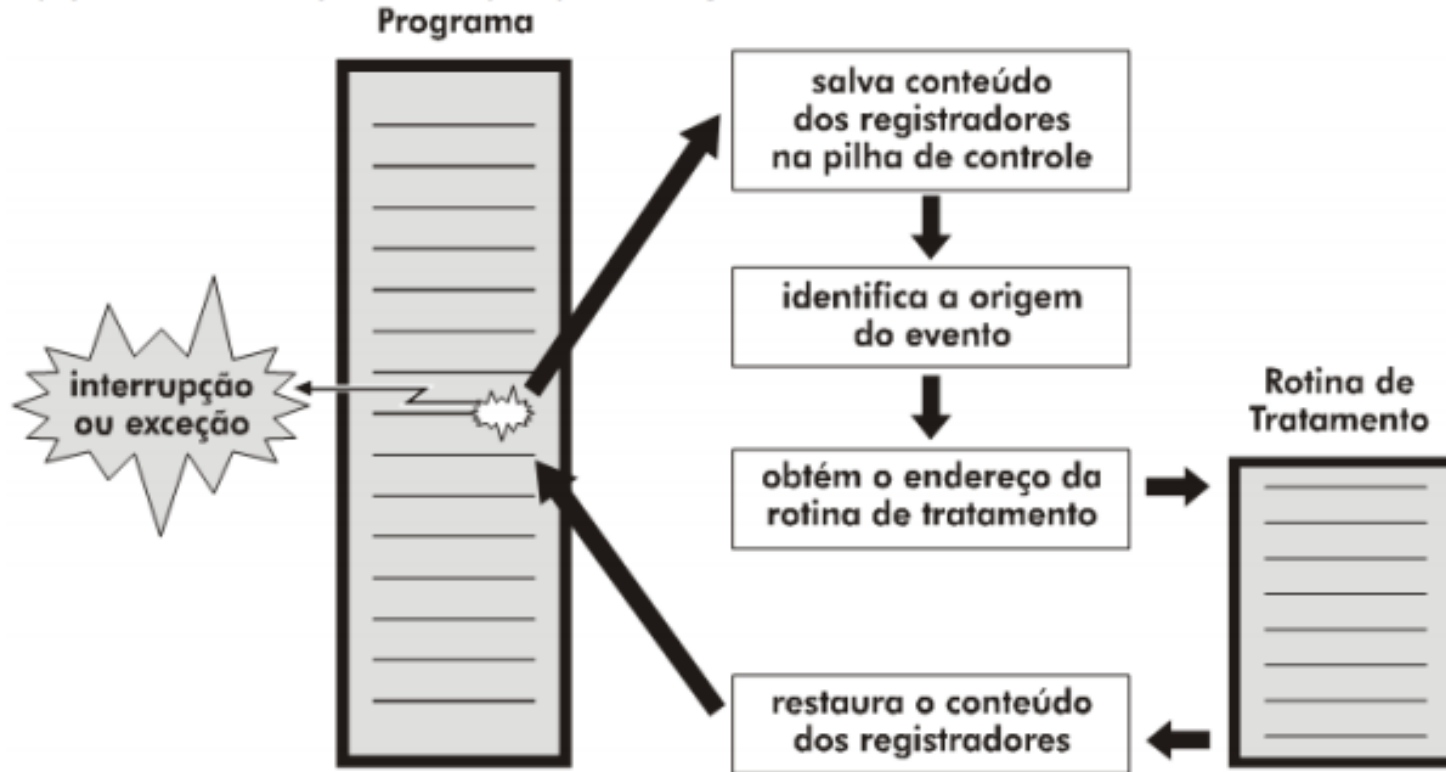 Programa
salva conteúdo
dos registradores
na pilha de controle
identifica a origem
do evento
interrupção
ou exceção
Rotina de
Tratamento
obtém o endereço da
rotina de tratamento
restaura o conteúdo
dos registradores